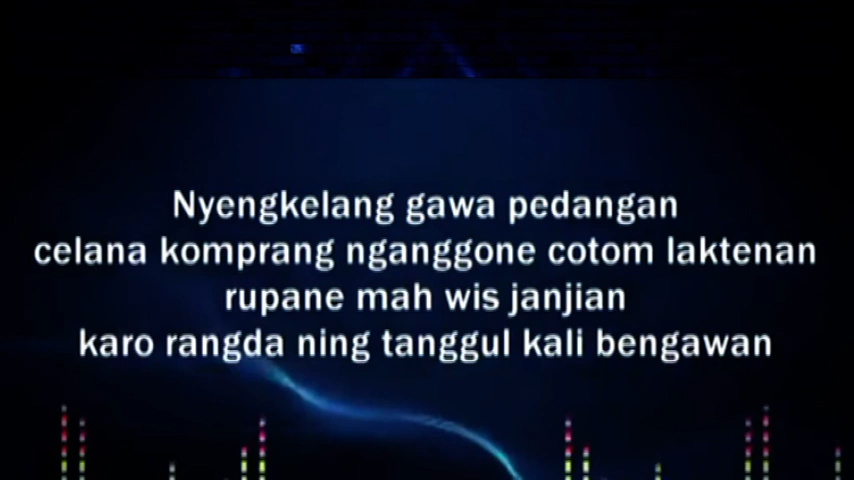 Nyengkelang gawa pedangan
celana komprang nganggone cotom laktenan
rupane mah wis janjian
karo rangda ning tanggul kali bengawan